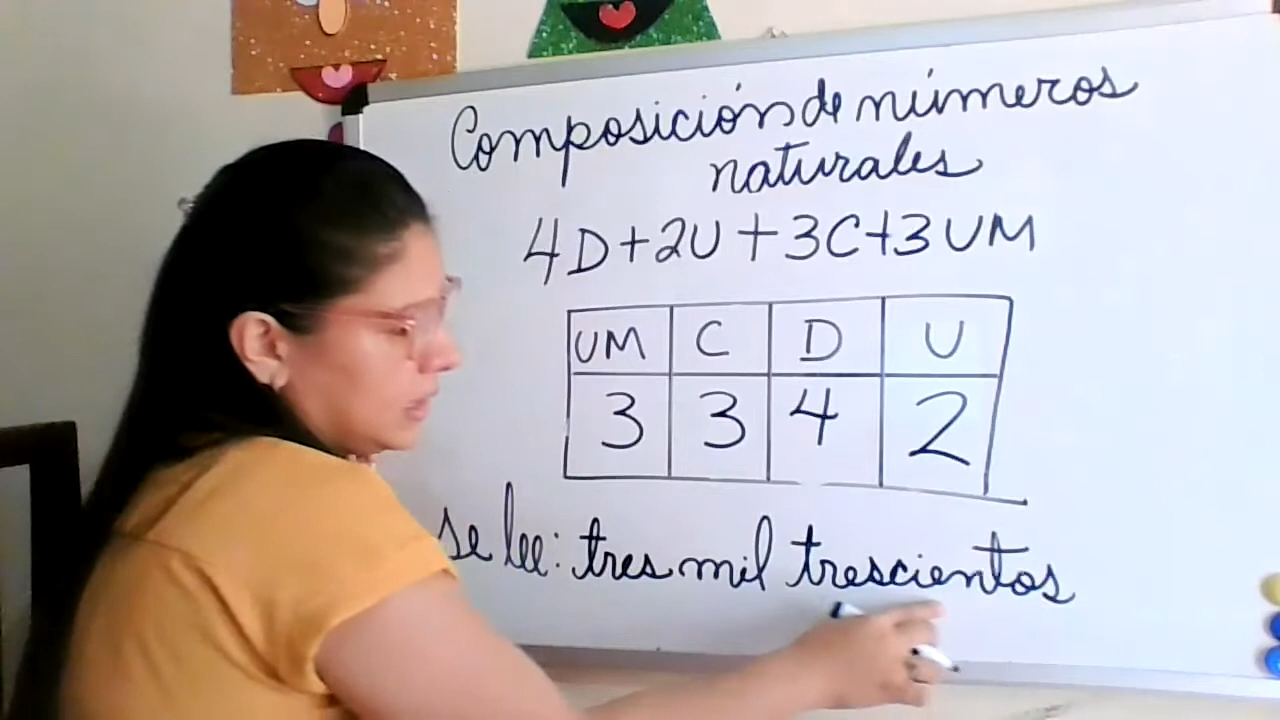 Composición de números
naturales
4D+2U+3C+3UM
UM C D U
3 3 4 2
se lee: tres mil trescientos